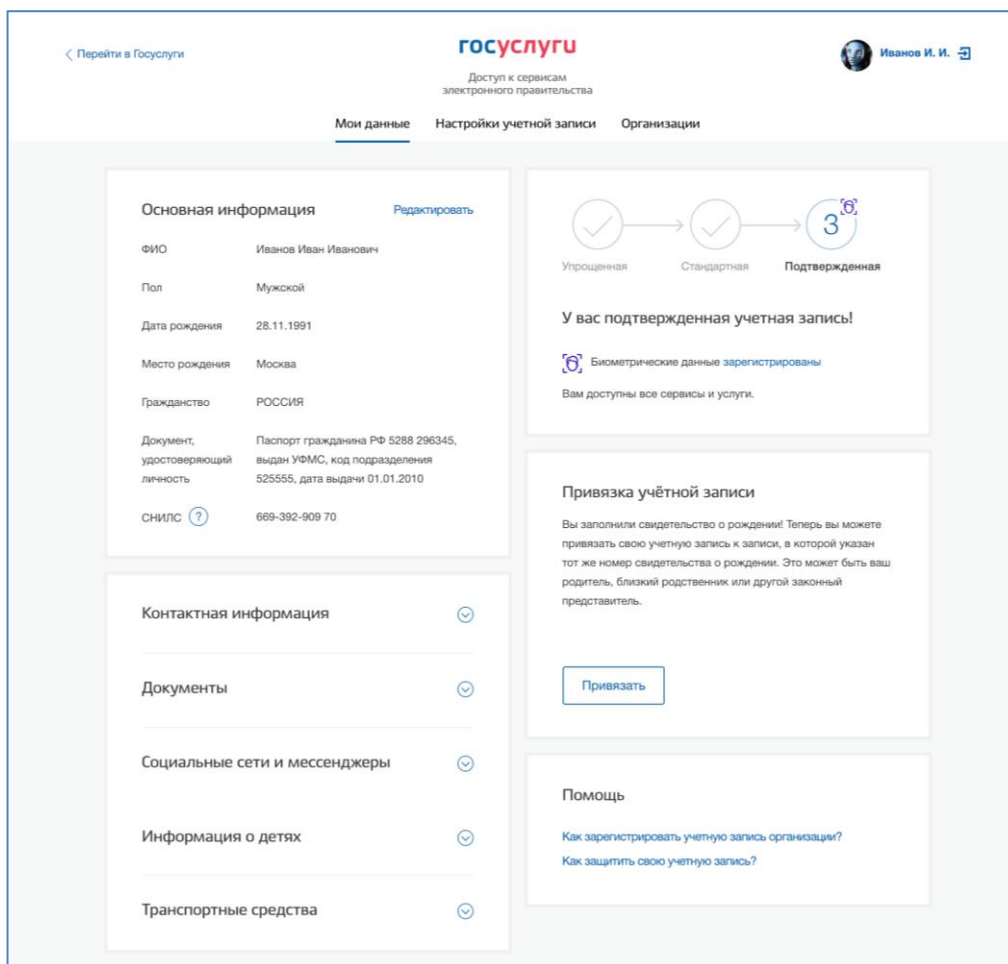 Перейти в Госуслуги
госуслуги
Доступ к сервисам
электронного правительства
Иванов И. И.
Мои данные Настройки учетной записи Организации
Основная информация Редактировать
ФИО Иванов Иван Иванович
Пол Мужской
Дата рождения 28.11.1991
Место рождения Москва
Гражданство РОССИЯ
Документ, Паспорт гражданина РФ 5288 296345,
удостоверяющий выдан УФМС, код подразделения
личность 525555, дата выдачи 01.01.2010
СНИЛС ? 669-392-909 70
Контактная информация
Документы
Социальные сети и мессенджеры
Информация о детях
Транспортные средства
3
Упрощенная Стандартная Подтвержденная
У вас подтвержденная учетная запись!
Биометрические данные зарегистрированы
Вам доступны все сервисы и услуги.
Привязка учётной записи
Вы заполнили свидетельство о рождении! Теперь вы можете
привязать свою учетную запись к записи, в которой указан
тот же номер свидетельства о рождении. Это может быть ваш
родитель, близкий родственник или другой законный
представитель.
Привязать
Помощь
Как зарегистрировать учетную запись организации?
Как защитить свою учетную запись?